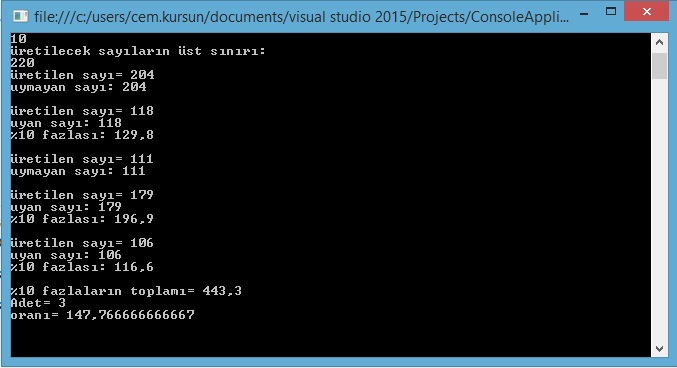 file:///c:/users/cem.kursun/documents/visual studio 2015/Projects/ConsoleAppli...
10
üretilecek sayıların üst sınırı:
220
üretilen sayı= 204
uymayan sayı: 204
üretilen sayı= 118
uyan sayı: 118
%10 fazlası: 129,8
üretilen sayı= 111
uymayan sayı: 111
üretilen sayı= 179
uyan sayı: 179
%10 fazlası: 196,9
üretilen sayı= 106
uyan sayı: 106
%10 fazlası: 116,6
%10 fazlaların toplamı= 443,3
Adet= 3
oranı= 147,766666666667